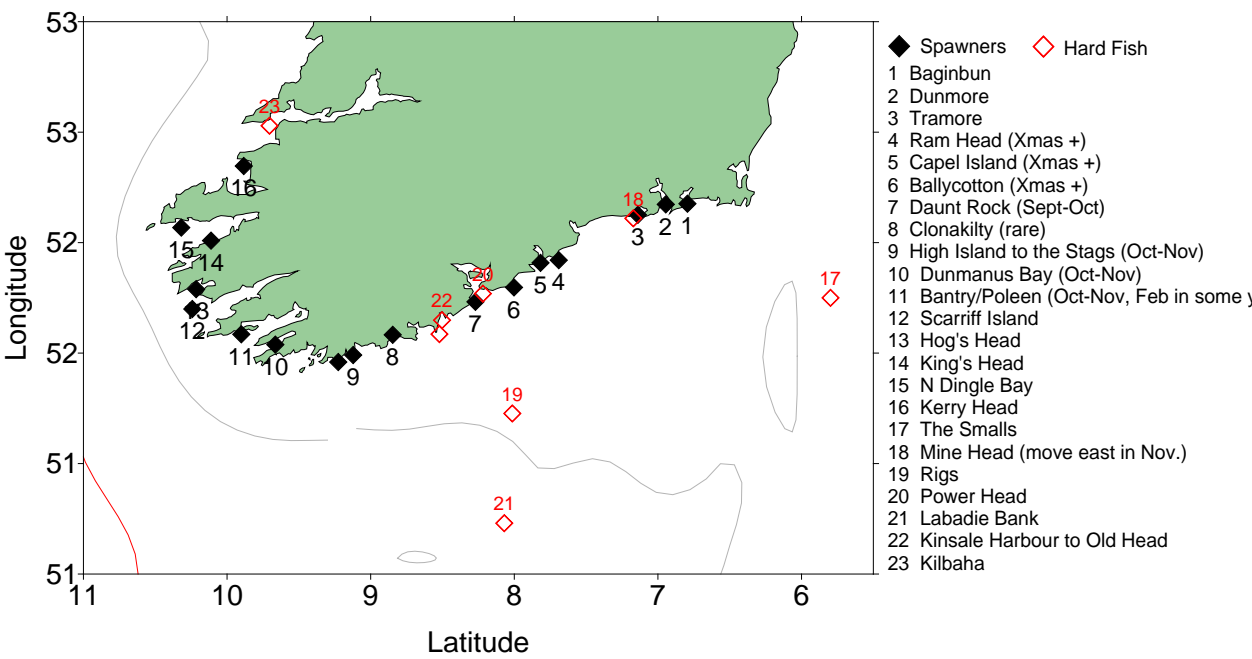 53
53
52
52
51
51
Longitude
11
10
9
8
7
6
Latitude
23
16
15
14
3
12
11
10
9
8
22
7
20
6
5
4
18
3
2
1
17
19
21
Spawners
Hard Fish
1 Baginbun
2 Dunmore
3 Tramore
4 Ram Head (Xmas +)
5 Capel Island (Xmas +)
6 Ballycotton (Xmas +)
7 Daunt Rock (Sept-Oct)
8 Clonakilty (rare)
9 High Island to the Stags (Oct-Nov)
10 Dunmanus Bay (Oct-Nov)
11 Bantry/Poleen (Oct-Nov, Feb in some y
12 Scarriff Island
13 Hog's Head
14 King's Head
15 N Dingle Bay
16 Kerry Head
17 The Smalls
18 Mine Head (move east in Nov.)
19 Rigs
20 Power Head
21 Labadie Bank
22 Kinsale Harbour to Old Head
23 Kilbaha